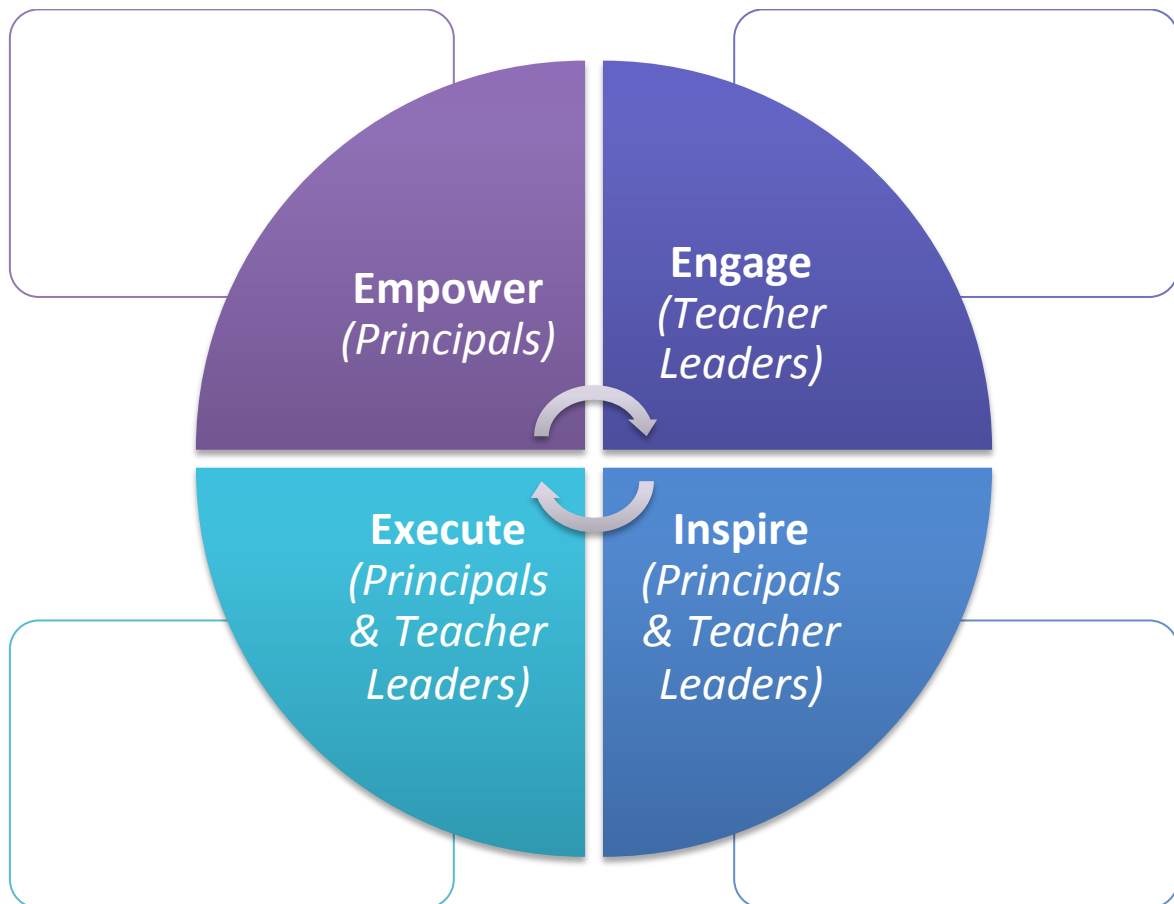 Empower
(Principals)
Engage
(Teacher
Leaders)
Execute
(Principals
& Teacher
Leaders)
Inspire
(Principals
& Teacher
Leaders)